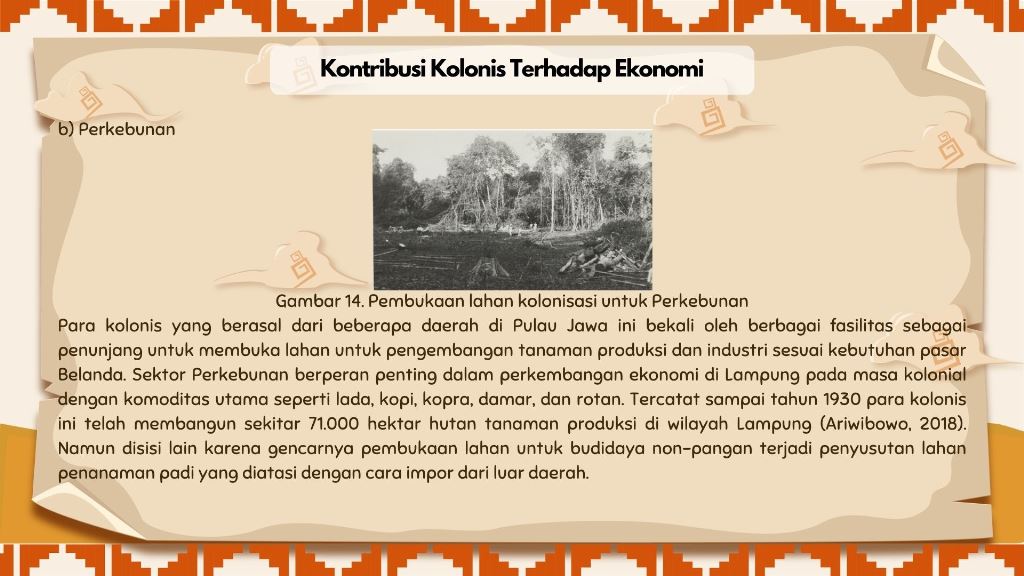 Kontribusi Kolonis Terhadap Ekonomi
b) Perkebunan
Gambar 14. Pembukaan lahan kolonisasi untuk Perkebunan
Para kolonis yang berasal dari beberapa daerah di Pulau Jawa ini bekali oleh berbagai fasilitas sebagai
penunjang untuk membuka lahan untuk pengembangan tanaman produksi dan industri sesuai kebutuhan pasar
Belanda. Sektor Perkebunan berperan penting dalam perkembangan ekonomi di Lampung pada masa kolonial
dengan komoditas utama seperti lada, kopi, kopra, damar, dan rotan. Tercatat sampai tahun 1930 para kolonis
ini telah membangun sekitar 71.000 hektar hutan tanaman produksi di wilayah Lampung (Ariwibowo, 2018).
Namun disisi lain karena gencarnya pembukaan lahan untuk budidaya non-pangan terjadi penyusutan lahan
penanaman padi yang diatasi dengan cara impor dari luar daerah.